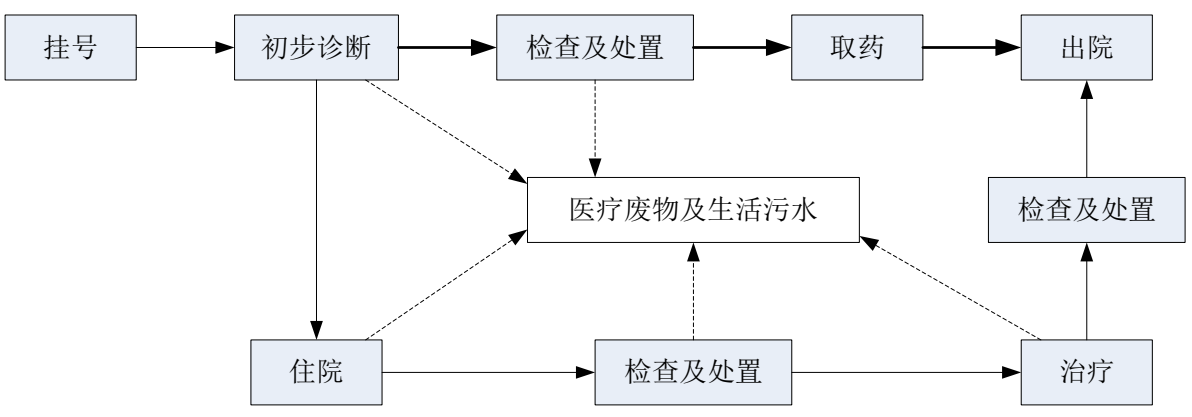 挂号
初步诊断
检查及处置
取药
出院
医疗废物及生活污水
检查及处置
住院
检查及处置
治疗